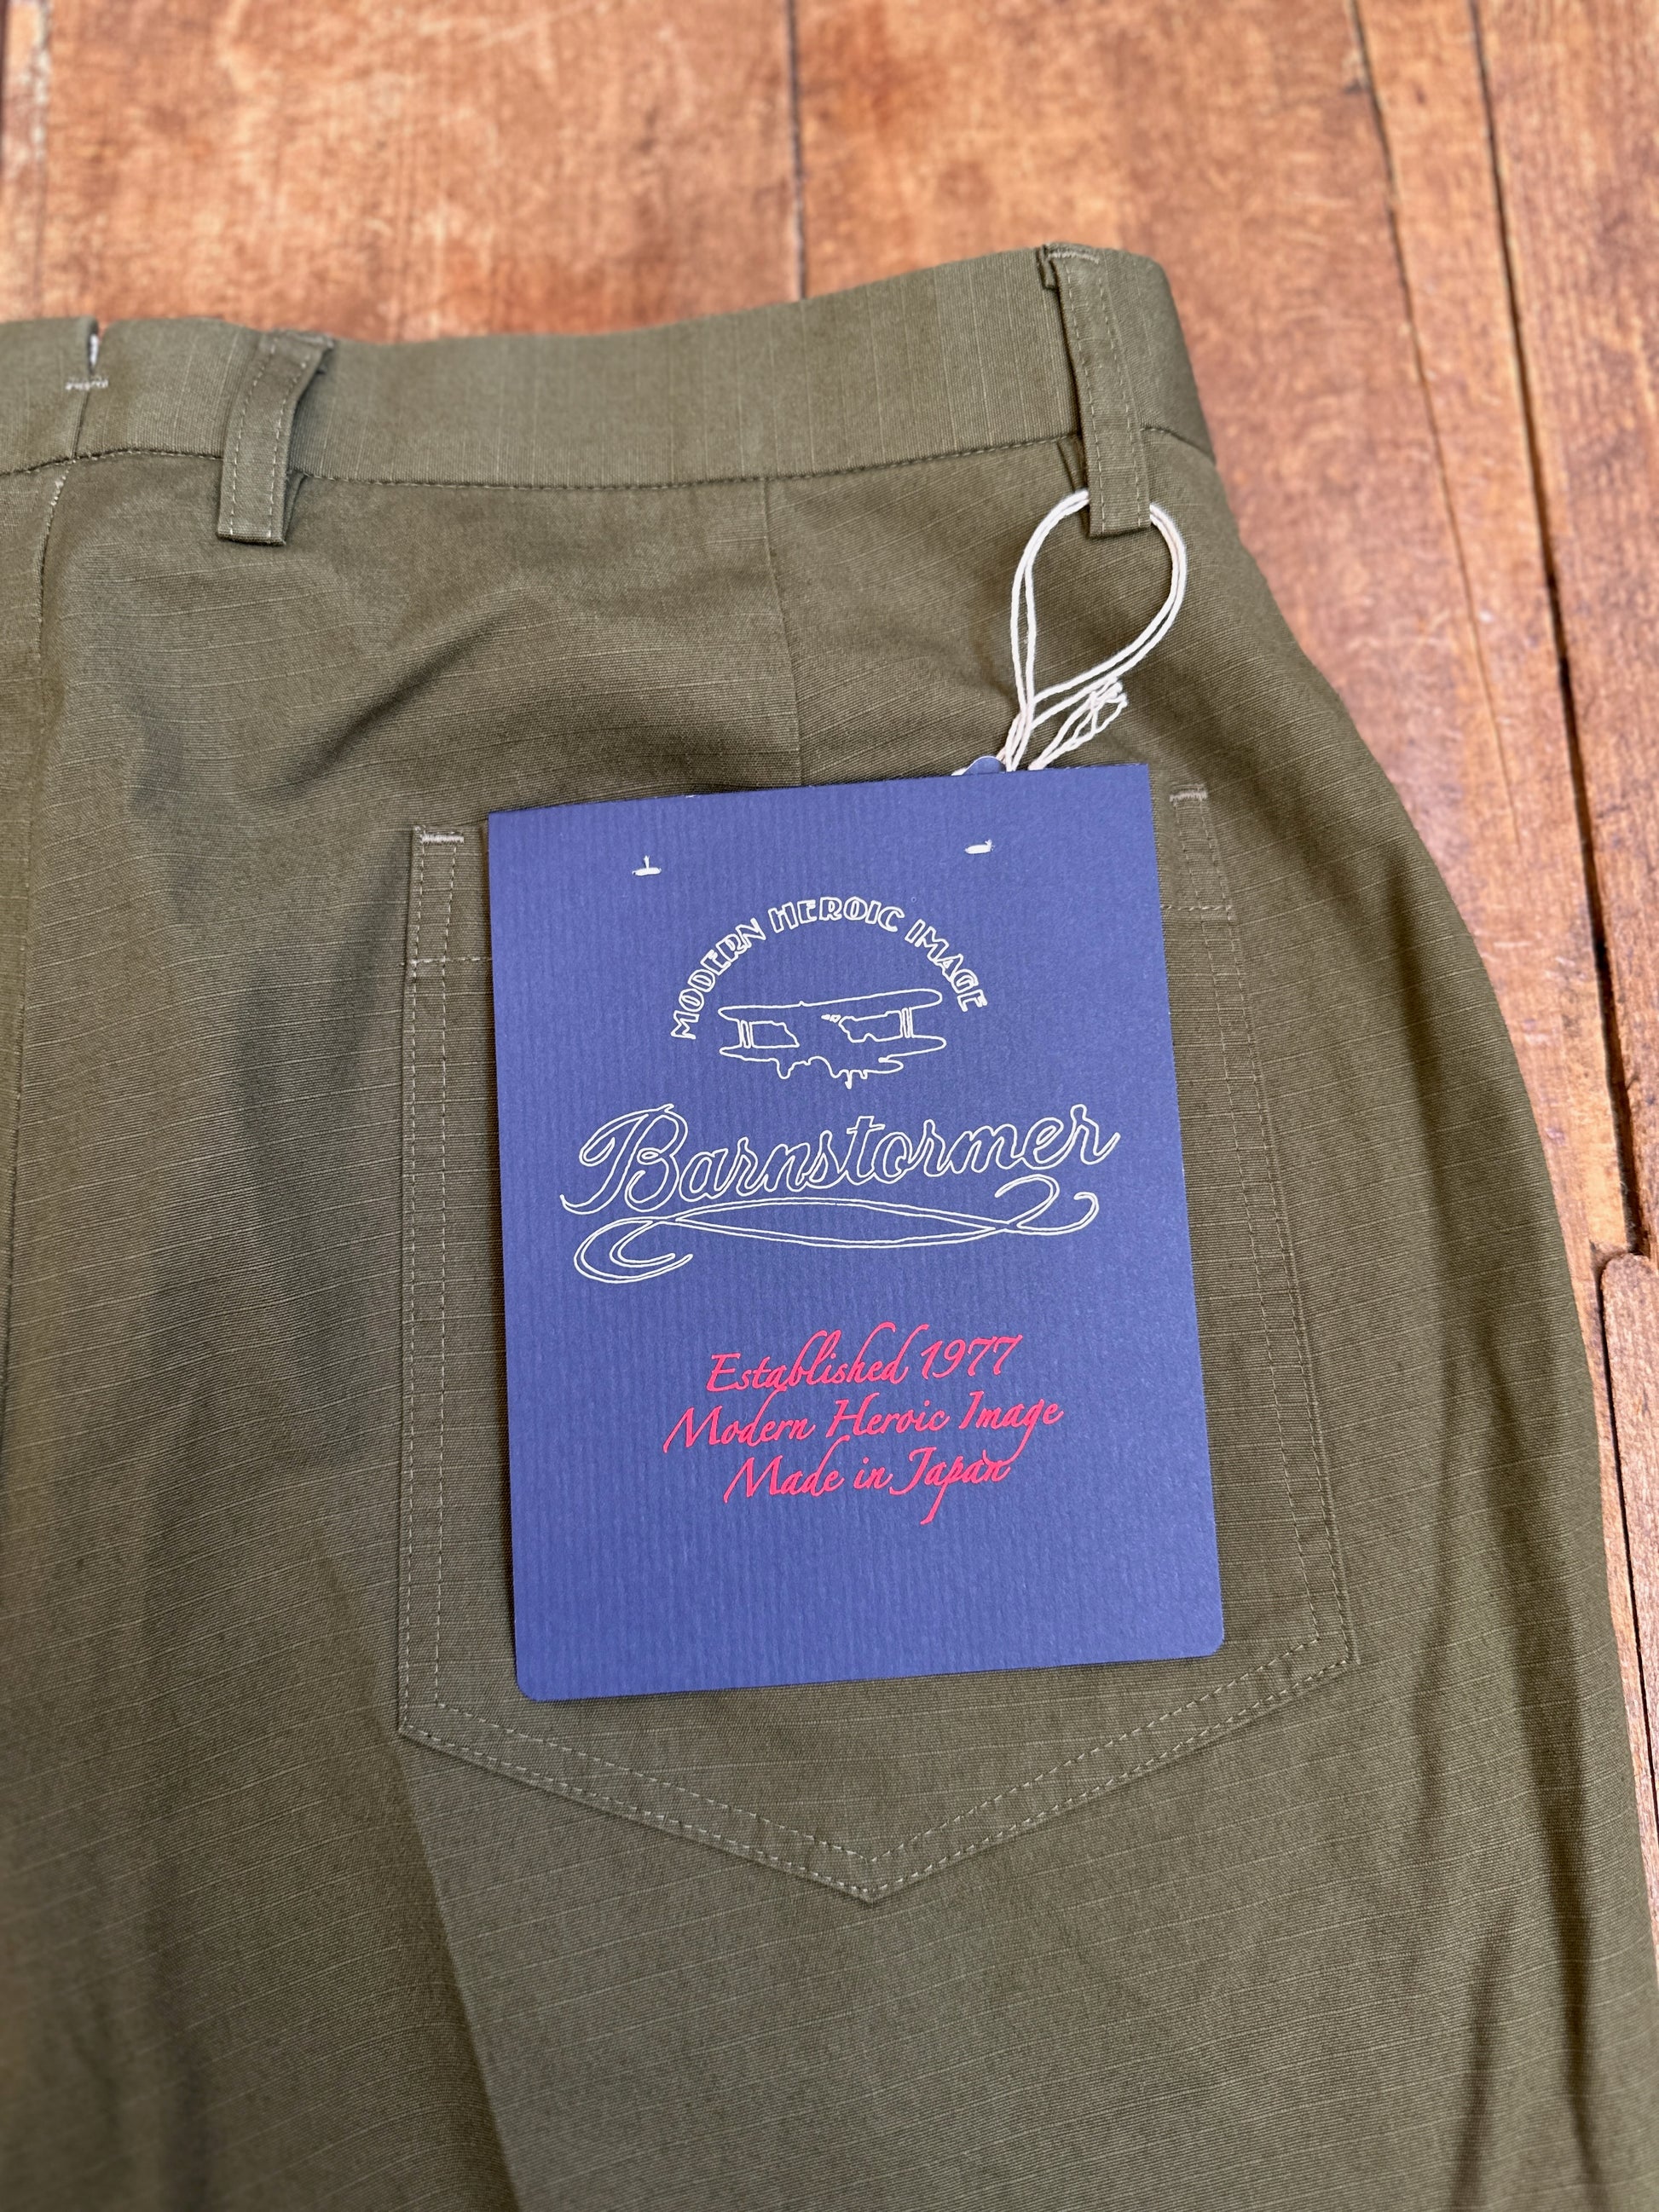 MODERN HEROIC IMAGE
Barnstormer
Established 1977
Modern Heroic Image
Made in Japan